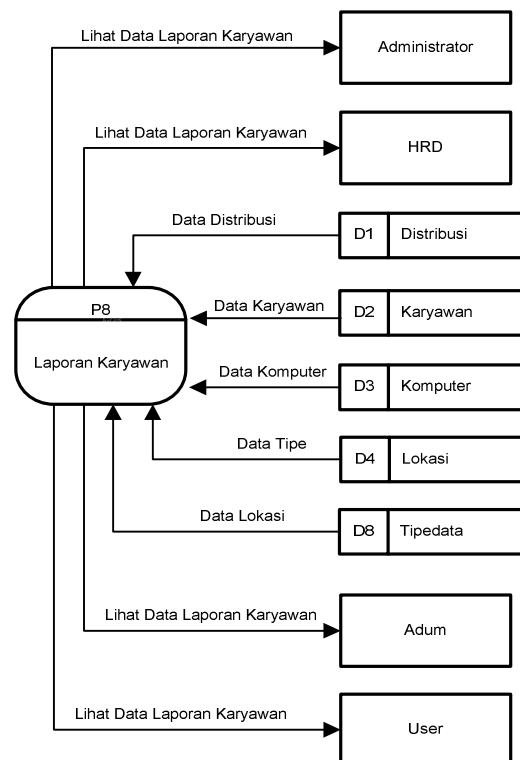 Lihat Data Laporan Karyawan
Administrator
Lihat Data Laporan Karyawan
HRD
Data Distribusi
D1 Distribusi
P8
Laporan Karyawan
Data Karyawan
D2 Karyawan
Data Komputer
D3 Komputer
Data Tipe
D4 Lokasi
Data Lokasi
D8 Tipedata
Lihat Data Laporan Karyawan
Adum
Lihat Data Laporan Karyawan
User